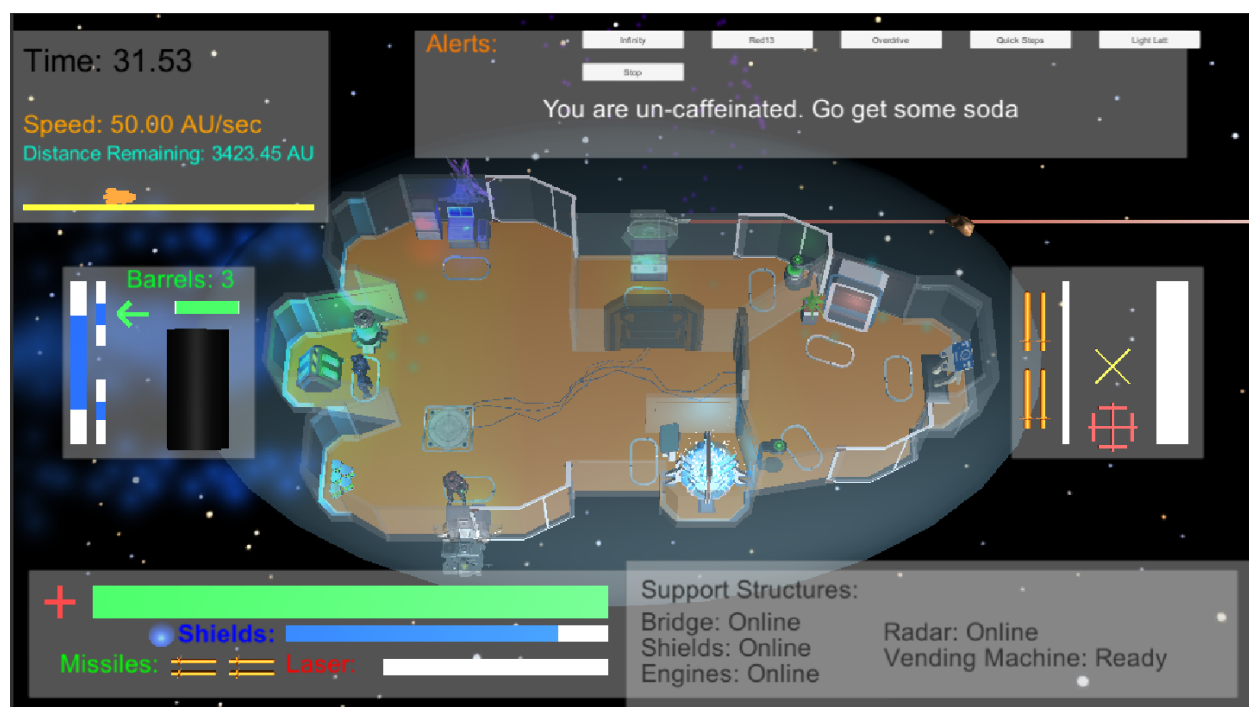 Time: 31.53
Speed: 50.00 AU/sec
Distance Remaining: 3423.45 AU
Alerts:
Infinity
Red13
Overdrive
Quick Steps
Light Latt
Stop
You are un-caffeinated. Go get some soda
Barrels: 3
Shields:
Missiles:
Laser:
Support Structures:
Bridge: Online
Shields: Online
Engines: Online
Radar: Online
Vending Machine: Ready